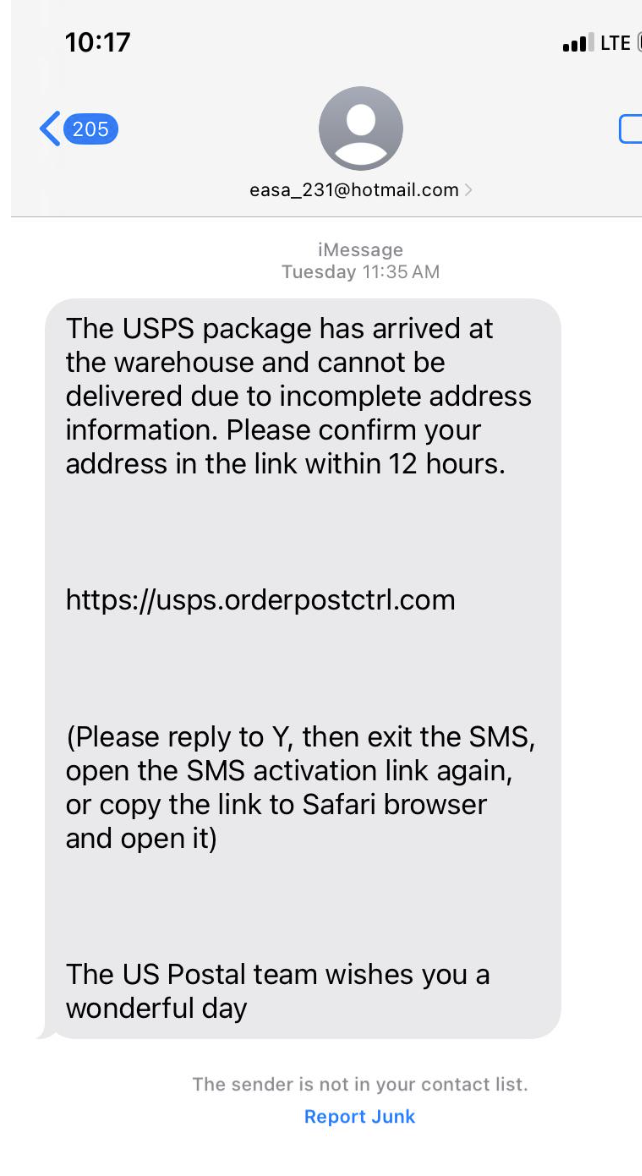 10:17
LTE
205
easa_231@hotmail.com
iMessage
Tuesday 11:35 AM
The USPS package has arrived at
the warehouse and cannot be
delivered due to incomplete address
information. Please confirm your
address in the link within 12 hours.
https://usps.orderpostctrl.com
(Please reply to Y, then exit the SMS,
open the SMS activation link again,
or copy the link to Safari browser
and open it)
The US Postal team wishes you a
wonderful day
The sender is not in your contact list.
Report Junk